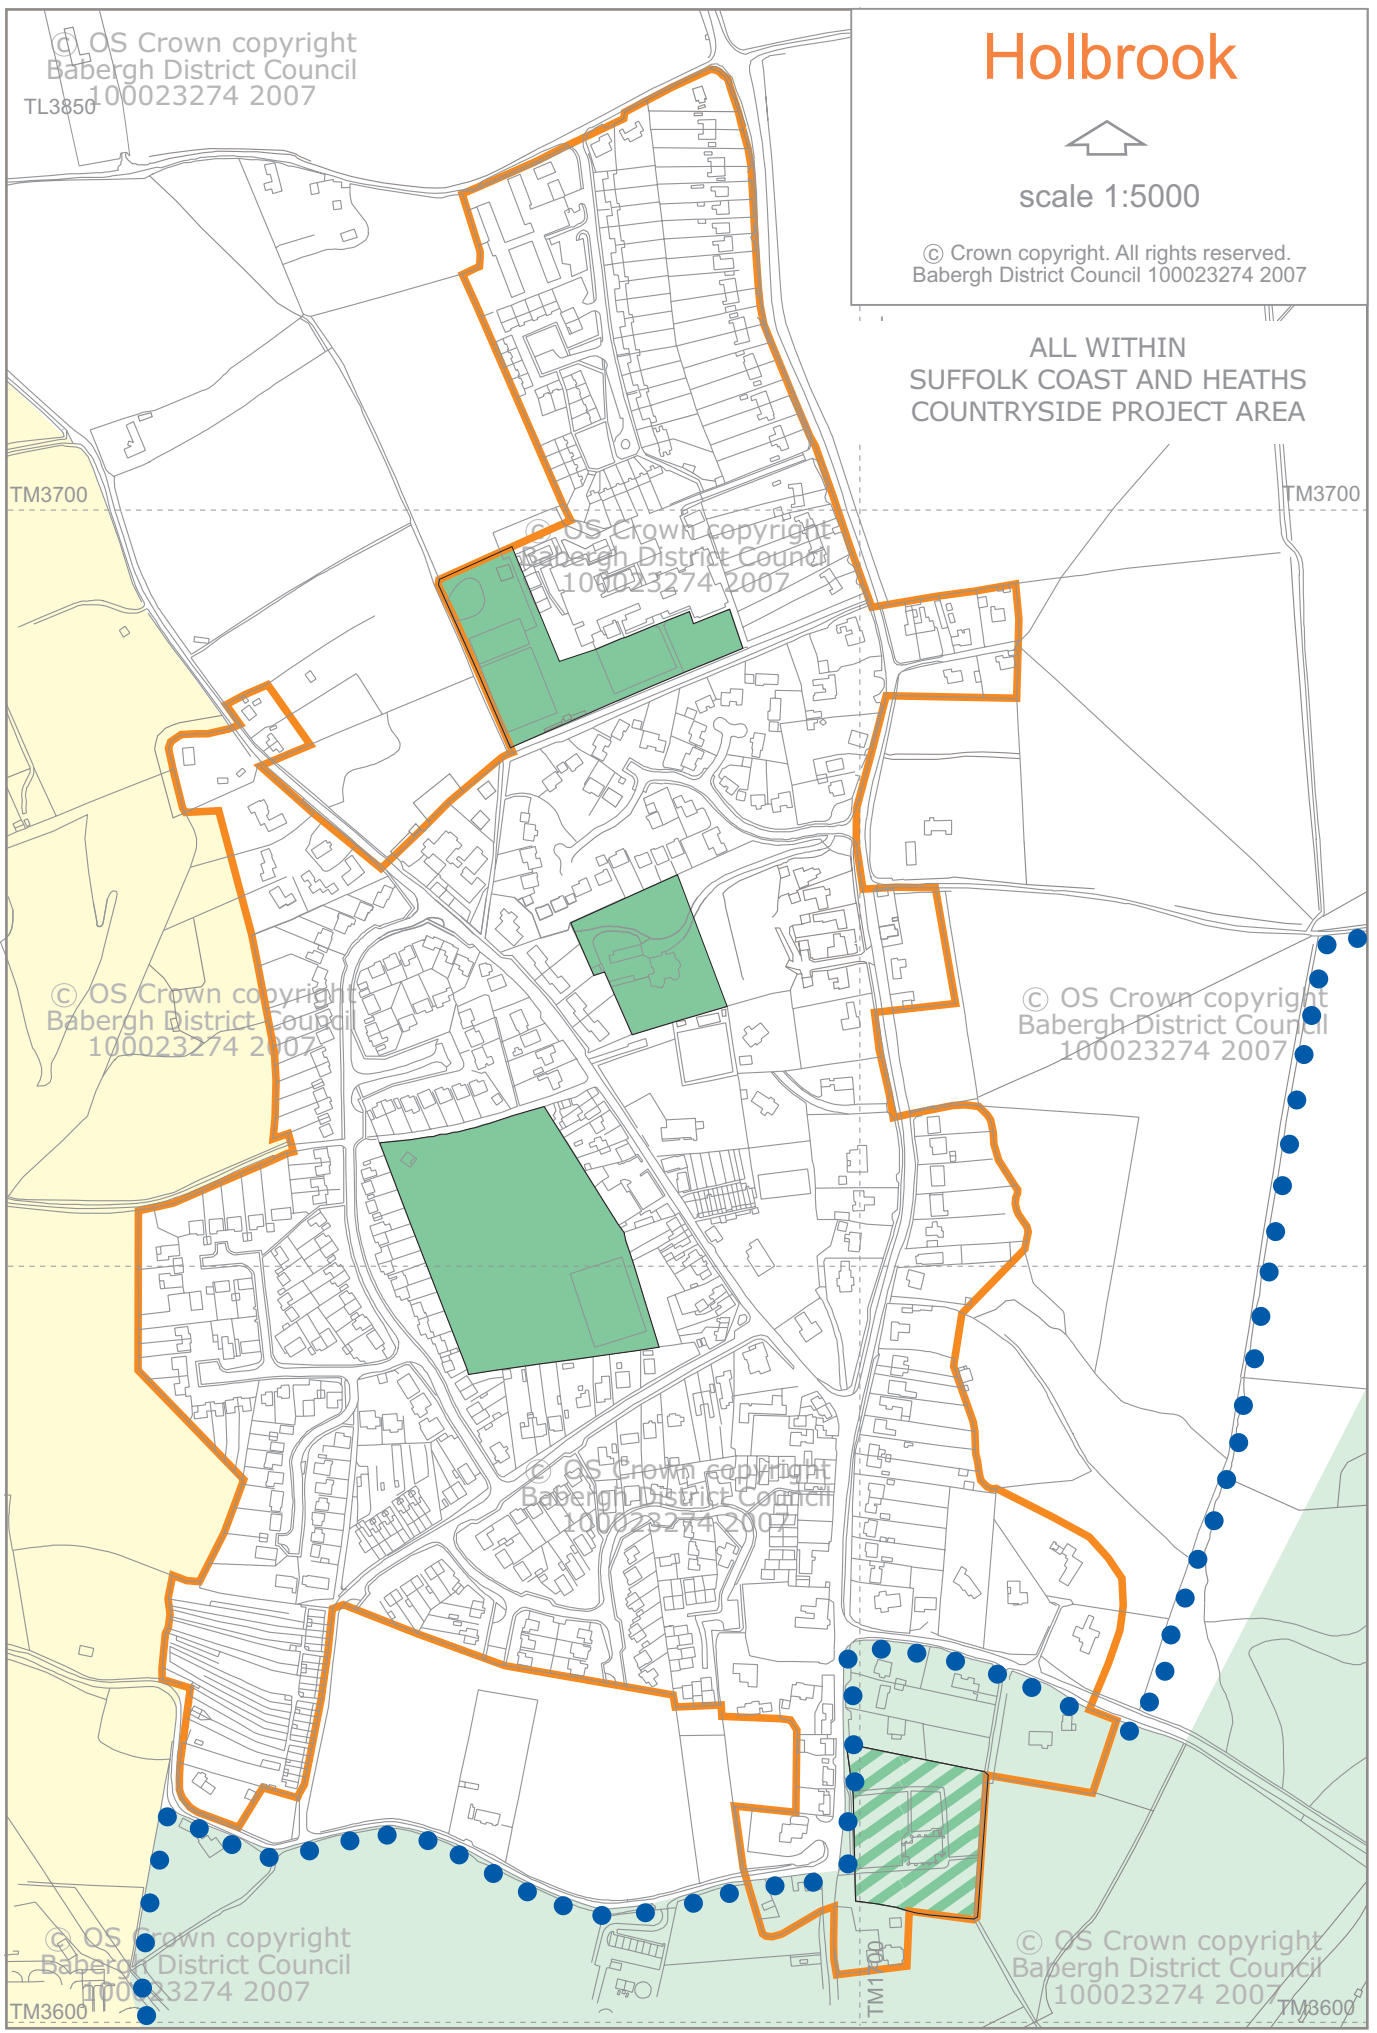 © OS Crown copyright
Babergh District Council
100023274 2007
TL3850
Holbrook
scale 1:5000
© Crown copyright. All rights reserved.
Babergh District Council 100023274 2007
ALL WITHIN
SUFFOLK COAST AND HEATHS
COUNTRYSIDE PROJECT AREA
TM3700
TM3700
© OS Crown copyright
Babergh District Council
100023274 2007
© OS Crown copyright
Babergh District Council
100023274 2007
© OS Crown copyright
Babergh District Council
100023274 2007
© OS Crown copyright
Babergh District Council
100023274 2007
© OS Crown copyright
Babergh District Council
100023274 2007
TM3600
TM1700
© OS Crown copyright
Babergh District Council
100023274 2007
TM3600